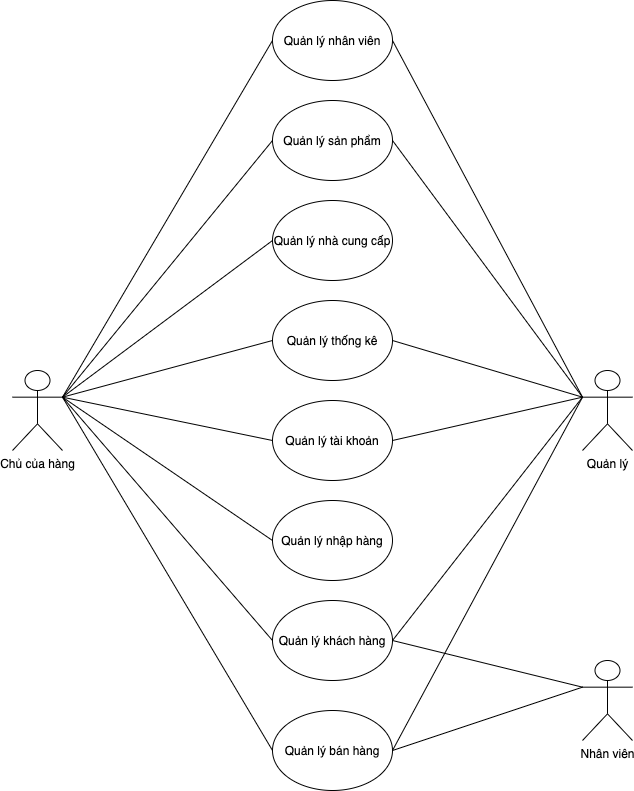 Quản lý nhân viên
Quản lý sản phẩm
Quản lý nhà cung cấp
Quản lý thống kê
Chủ của hàng
Quản lý tài khoản
Quản lý
Quản lý nhập hàng
Quản lý khách hàng
Quản lý bán hàng
Nhân viên